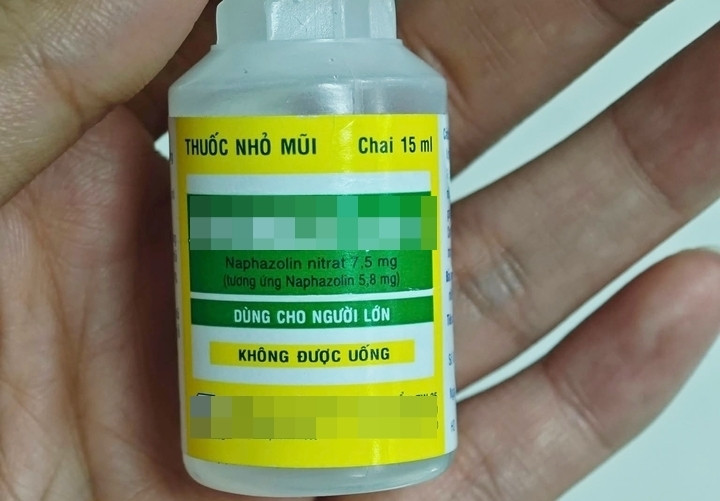 THUỐC NHỎ MŨI Chai 15 ml
Naphazolin nitrat 7,5 mg
(tương ứng Naphazolin 5,8 mg)
DÙNG CHO NGƯỜI LỚN
KHÔNG ĐƯỢC UỐNG